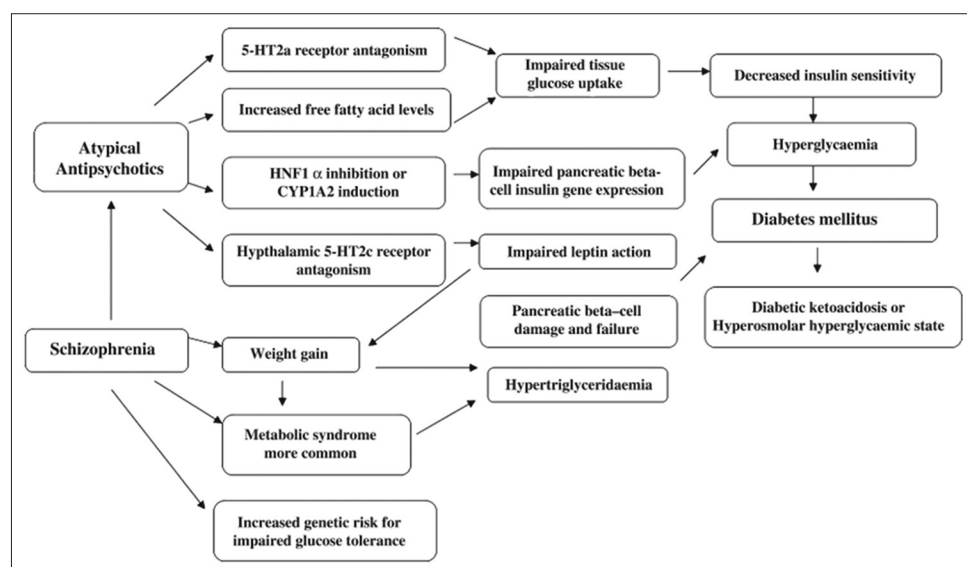 5-HT2a receptor antagonism
Impaired tissue
glucose uptake
Decreased insulin sensitivity
Increased free fatty acid levels
Atypical
Antipsychotics
Hyperglycaemia
HNF1 α inhibition or
CYP1A2 induction
Impaired pancreatic beta-
cell insulin gene expression
Diabetes mellitus
Hypthalamic 5-HT2c receptor
antagonism
Impaired leptin action
Pancreatic beta–cell
damage and failure
Diabetic ketoacidosis or
Hyperosmolar hyperglycaemic state
Schizophrenia
Weight gain
Hypertriglyceridaemia
Metabolic syndrome
more common
Increased genetic risk for
impaired glucose tolerance